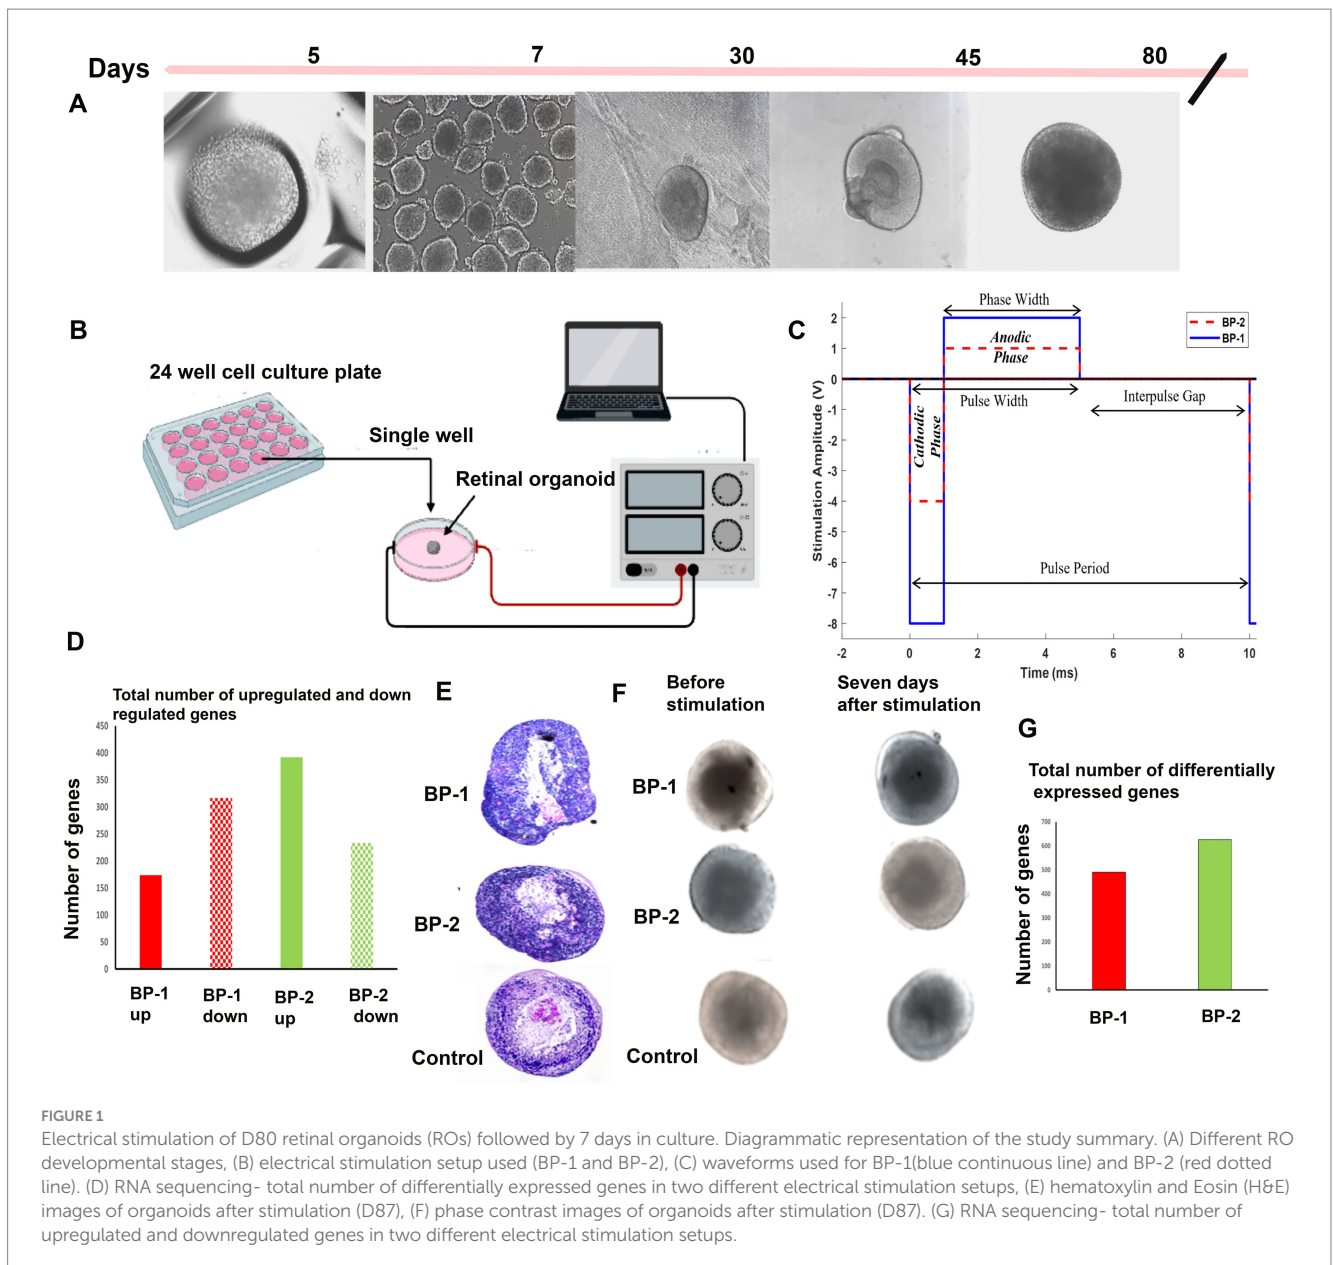 Days
5
7
30
45
80
A
B
24 well cell culture plate
Single well
Retinal organoid
C
Phase Width
BP-2
BP-1
Anodic
Phase
Pulse Width
Interpulse Gap
Cathodic
Phase
Pulse Period
Stimulation Amplitude (V)
2
1
0
-1
-2
-3
-4
-5
-6
-7
-8
-2
0
2
4
6
8
10
Time (ms)
D
Total number of upregulated and down
regulated genes
Number of genes
450
400
350
300
250
200
150
100
50
0
BP-1
up
BP-1
down
BP-2
up
BP-2
down
E
BP-1
BP-2
Control
F
Before
stimulation
Seven days
after stimulation
BP-1
BP-2
Control
G
Total number of differentially
expressed genes
Number of genes
700
600
500
400
300
200
100
0
BP-1
BP-2
FIGURE 1
Electrical stimulation of D80 retinal organoids (ROs) followed by 7 days in culture. Diagrammatic representation of the study summary. (A) Different RO
developmental stages, (B) electrical stimulation setup used (BP-1 and BP-2), (C) waveforms used for BP-1(blue continuous line) and BP-2 (red dotted
line). (D) RNA sequencing- total number of differentially expressed genes in two different electrical stimulation setups, (E) hematoxylin and Eosin (H&E)
images of organoids after stimulation (D87), (F) phase contrast images of organoids after stimulation (D87). (G) RNA sequencing- total number of
upregulated and downregulated genes in two different electrical stimulation setups.